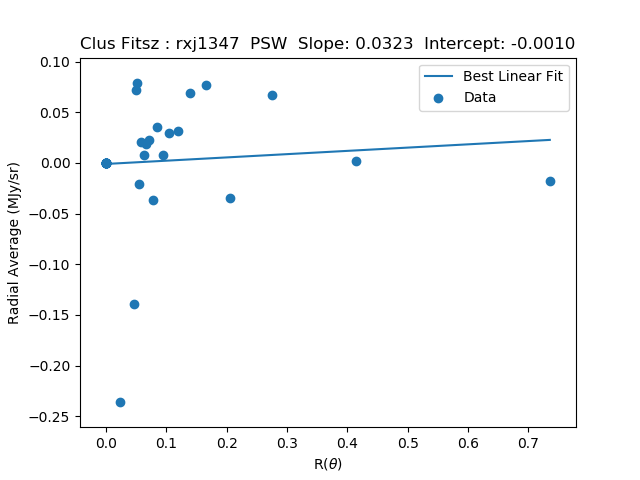 Clus Fitsz : rxj1347  PSW  Slope: 0.0323  Intercept: -0.0010
Best Linear Fit
Data
Radial Average (MJy/sr)
0.10
0.05
0.00
−0.05
−0.10
−0.15
−0.20
−0.25
0.0 0.1 0.2 0.3 0.4 0.5 0.6 0.7
R(θ)